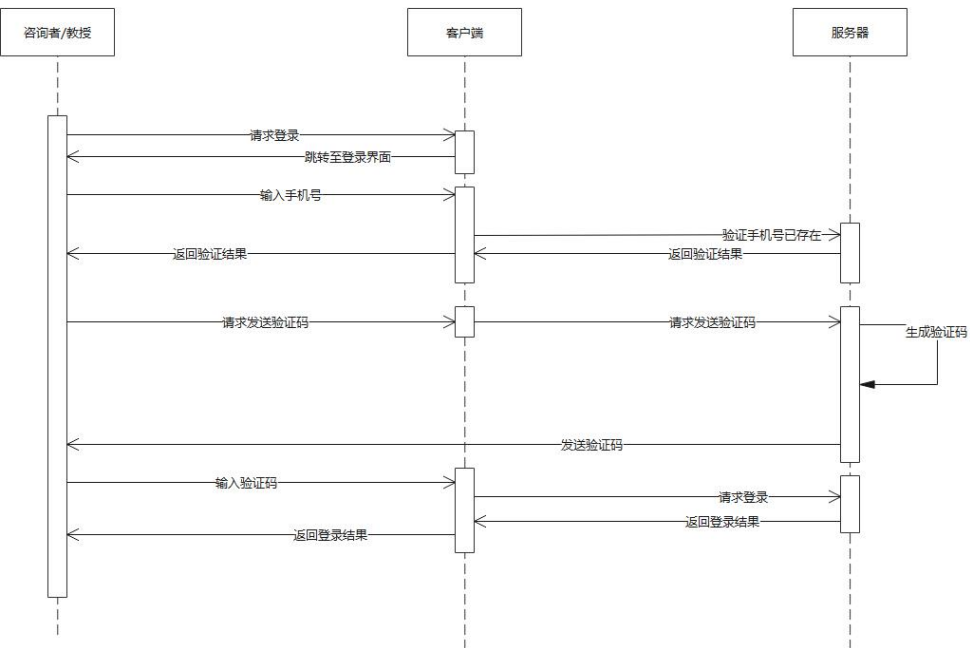 咨询者/教授
客户端
服务器
请求登录
跳转至登录界面
输入手机号
验证手机号已存在
返回验证结果
返回验证结果
请求发送验证码
请求发送验证码
生成验证码
发送验证码
输入验证码
请求登录
返回登录结果
返回登录结果